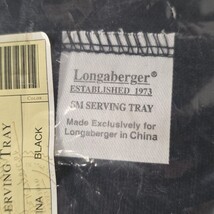 Longaberger®
ESTABLISHED 1973
SM SERVING TRAY
Made Exclusively for
Longaberger in China
SERVING TRAY
BLACK